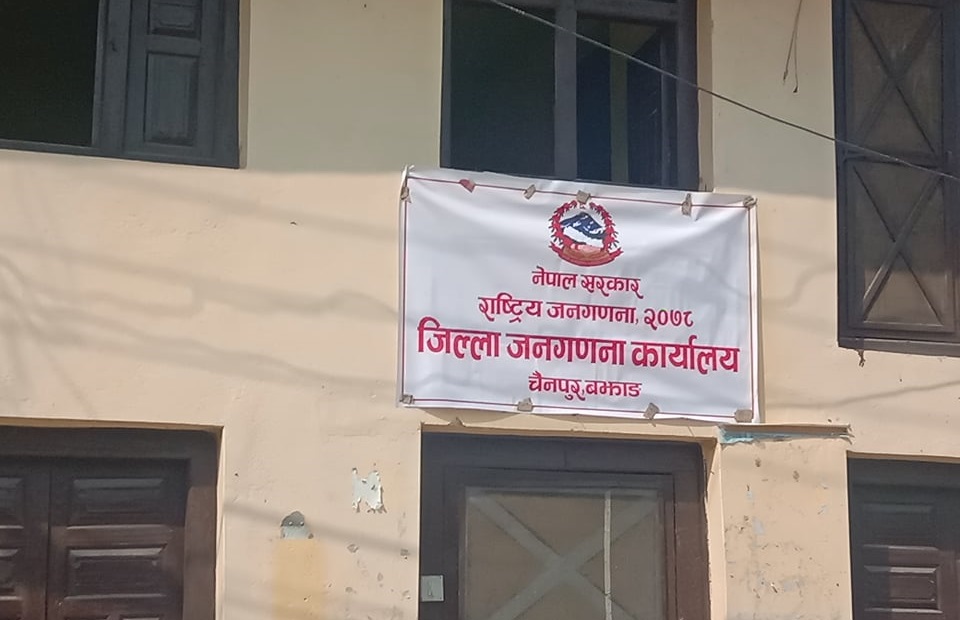 नेपाल सरकार
राष्ट्रिय जनगणना, २०७८
जिल्ला जनगणना कार्यालय
चैनपुर,बझाङ